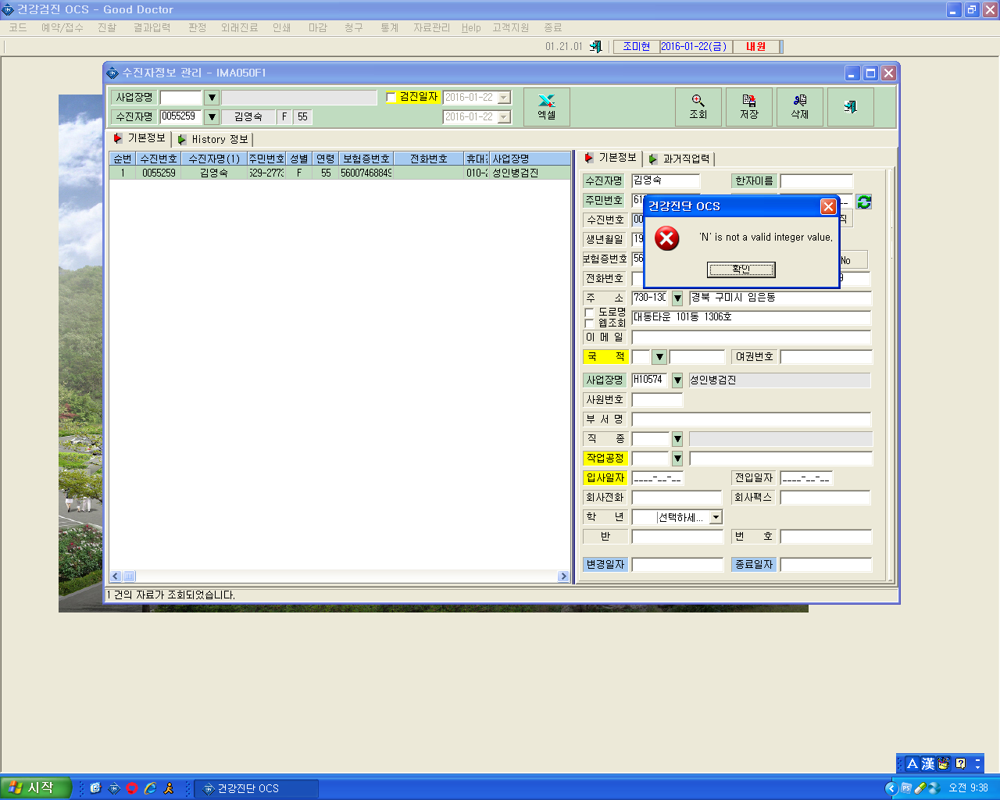 건강검진 OCS - Good Doctor
코드 예약/접수 진찰 결과입력 판정 외래진료 인쇄 마감 청구 통계 자료관리 Help 고객지원 종료
01.21.01 조미현 2016-01-22(금) 내원
수진자정보 관리 - IMA050F1
사업장명 검진일자 2016-01-22
엑셀 조회 저장 삭제
수진자명 0055259 김영숙 F 55 2016-01-22
기본정보 History 정보
순번 수진번호 수진자명(1) 주민번호 성별 연령 보험증번호 전화번호 사업장명
1 0055259 김영숙 529-277 F 55 5600746884 010- 성인병검진
1 건의 자료가 조회되었습니다.
기본정보 과거직업력
수진자명 김영숙 한자이름
주민번호 61
수진번호 00
생년월일 19
보험증번호 56 No
전화번호
건강진단 OCS
'N' is not a valid integer value.
확인
주 소 730-130 경북 구미시 임은동
도로명
웹조회
대동타운 101동 1306호
이 메 일
국 적 여권번호
사업장명 H10574 성인병검진
사원번호
부 서 명
직 종
작업공정
입사일자 ____-__-__ 전입일자 ____-__-__
회사전화 회사팩스
학 년 선택하세...
반 번 호
변경일자 종료일자
A 漢
시작 건강진단 OCS 오전 9:38